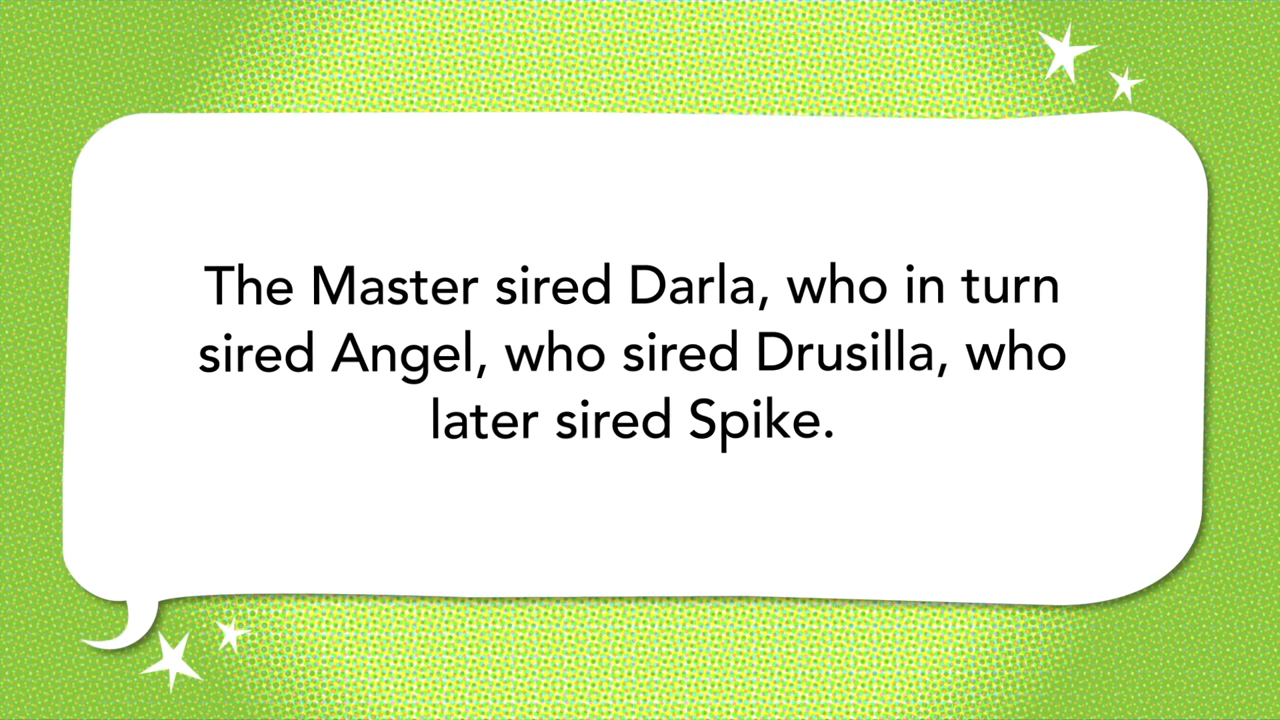 The Master sired Darla, who in turn
sired Angel, who sired Drusilla, who
later sired Spike.